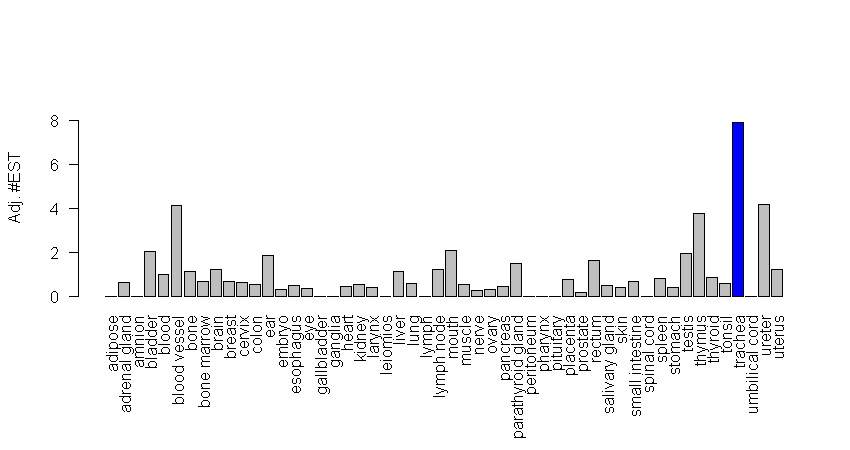 Adj. #EST
8
6
4
2
0
adipose
adrenal gland
amnion
bladder
blood
blood vessel
bone
bone marrow
brain
breast
cervix
colon
ear
embryo
esophagus
eye
gallbladder
ganglia
heart
kidney
larynx
leiomios
liver
lung
lymph
lymph node
mouth
muscle
nerve
ovary
pancreas
parathyroid gland
peritoneum
pharynx
pituitary
placenta
prostate
rectum
salivary gland
skin
small intestine
spinal cord
spleen
stomach
testis
thymus
thyroid
tonsil
trachea
umbilical cord
ureter
uterus